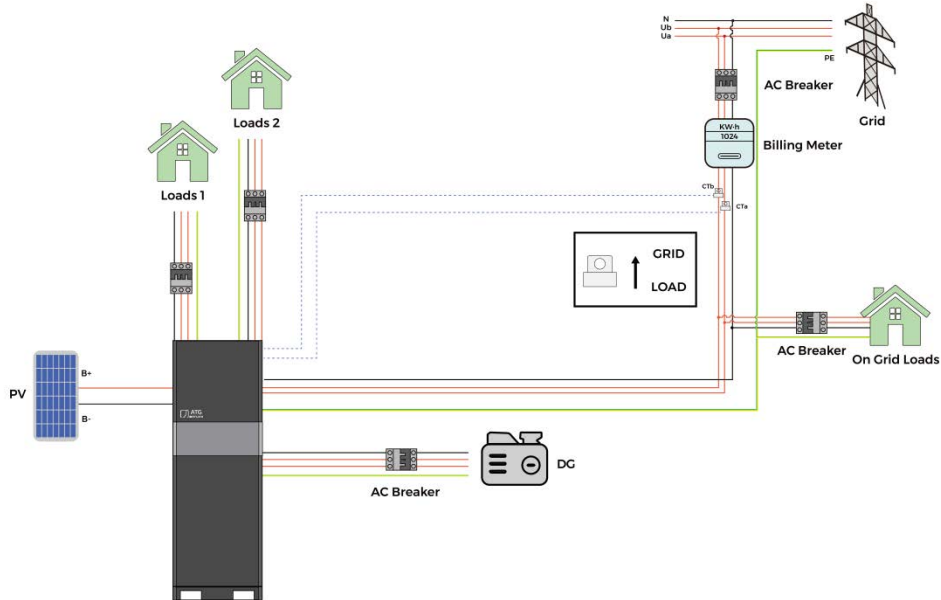 N
Ub
Ua
PE
AC Breaker
Grid
KW·h
1024
Billing Meter
Loads 2
Loads 1
CTb
CTa
GRID
LOAD
AC Breaker
On Grid Loads
PV
B+
B-
ATG
DG
AC Breaker